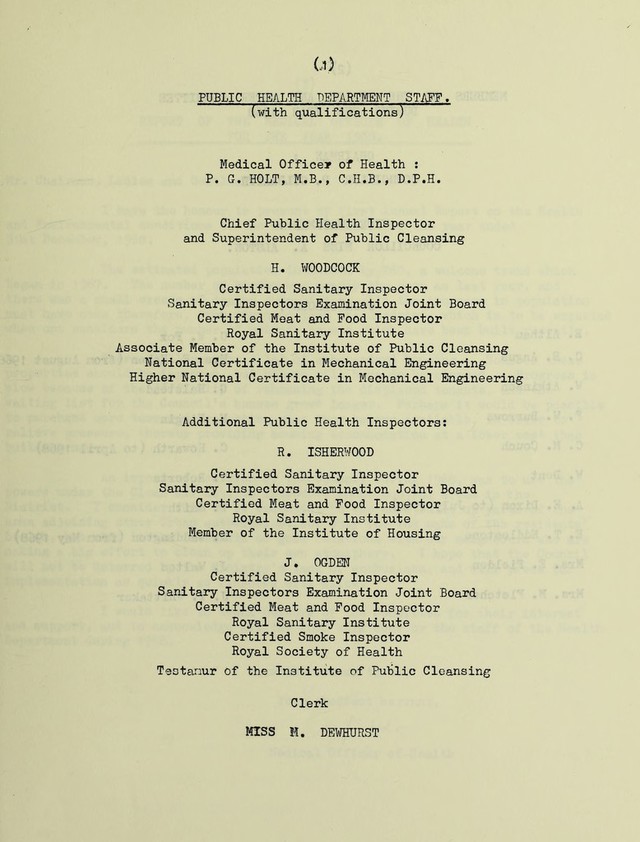 (1)
PUBLIC HEALTH DEPARTMENT STAFF.
(with qualifications)
Medical Officer of Health :
P. G. HOLT, M.B., C.H.B., D.P.H.
Chief Public Health Inspector
and Superintendent of Public Cleansing
H. WOODCOCK
Certified Sanitary Inspector
Sanitary Inspectors Examination Joint Board
Certified Meat and Food Inspector
Royal Sanitary Institute
Associate Member of the Institute of Public Cleansing
National Certificate in Mechanical Engineering
Higher National Certificate in Mechanical Engineering
Additional Public Health Inspectors:
R. ISHERWOOD
Certified Sanitary Inspector
Sanitary Inspectors Examination Joint Board
Certified Meat and Food Inspector
Royal Sanitary Institute
Member of the Institute of Housing
J. OGDEN
Certified Sanitary Inspector
Sanitary Inspectors Examination Joint Board
Certified Meat and Food Inspector
Royal Sanitary Institute
Certified Smoke Inspector
Royal Society of Health
Testamur of the Institute of Public Cleansing
Clerk
MISS M. DEWHURST